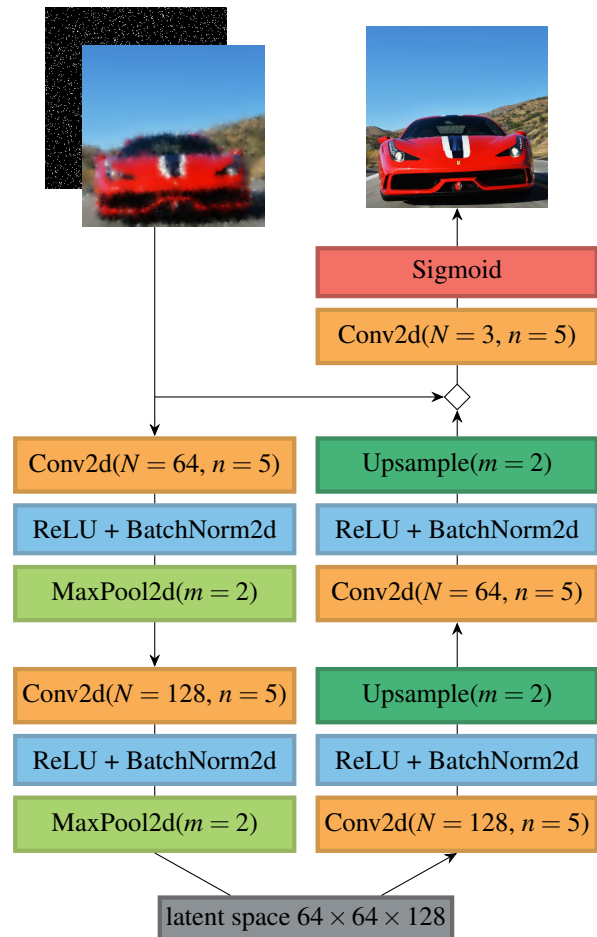 Sigmoid
Conv2d(N = 3, n = 5)
Conv2d(N = 64, n = 5)
ReLU + BatchNorm2d
MaxPool2d(m = 2)
Conv2d(N = 128, n = 5)
ReLU + BatchNorm2d
MaxPool2d(m = 2)
Upsample(m = 2)
ReLU + BatchNorm2d
Conv2d(N = 64, n = 5)
Upsample(m = 2)
ReLU + BatchNorm2d
Conv2d(N = 128, n = 5)
latent space 64 × 64 × 128